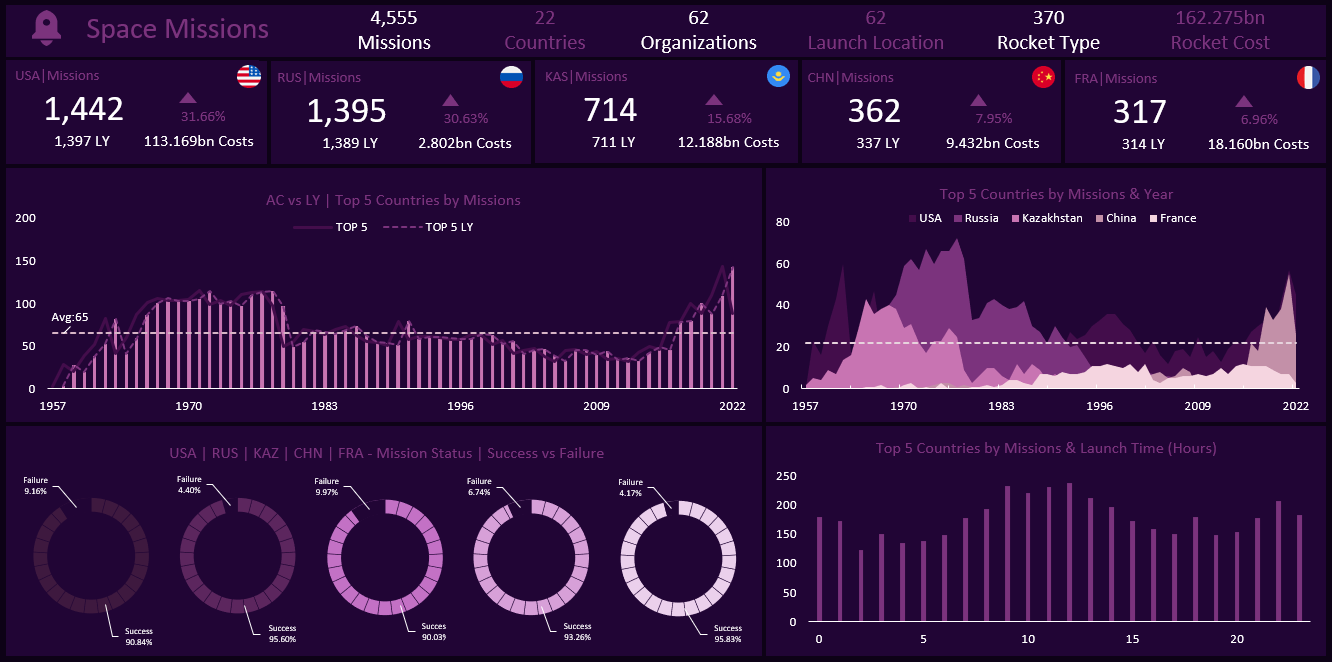 Space Missions
4,555
Missions
22
Countries
62
Organizations
62
Launch Location
370
Rocket Type
162.275bn
Rocket Cost
USA|Missions
1,442
31.66%
1,397 LY
113.169bn Costs
RUS|Missions
1,395
30.63%
1,389 LY
2.802bn Costs
KAS|Missions
714
15.68%
711 LY
12.188bn Costs
CHN|Missions
362
7.95%
337 LY
9.432bn Costs
FRA|Missions
317
6.96%
314 LY
18.160bn Costs
AC vs LY | Top 5 Countries by Missions
TOP 5 TOP 5 LY
200
150
100
50
0
Avg:65
1957 1970 1983 1996 2009 2022
Top 5 Countries by Missions & Year
USA Russia Kazakhstan China France
80
60
40
20
0
1957 1970 1983 1996 2009 2022
USA | RUS | KAZ | CHN | FRA - Mission Status | Success vs Failure
Failure
9.16%
Success
90.84%
Failure
4.40%
Success
95.60%
Failure
9.97%
Succes
90.03%
Failure
6.74%
Success
93.26%
Failure
4.17%
Success
95.83%
Top 5 Countries by Missions & Launch Time (Hours)
250
200
150
100
50
0
0 5 10 15 20